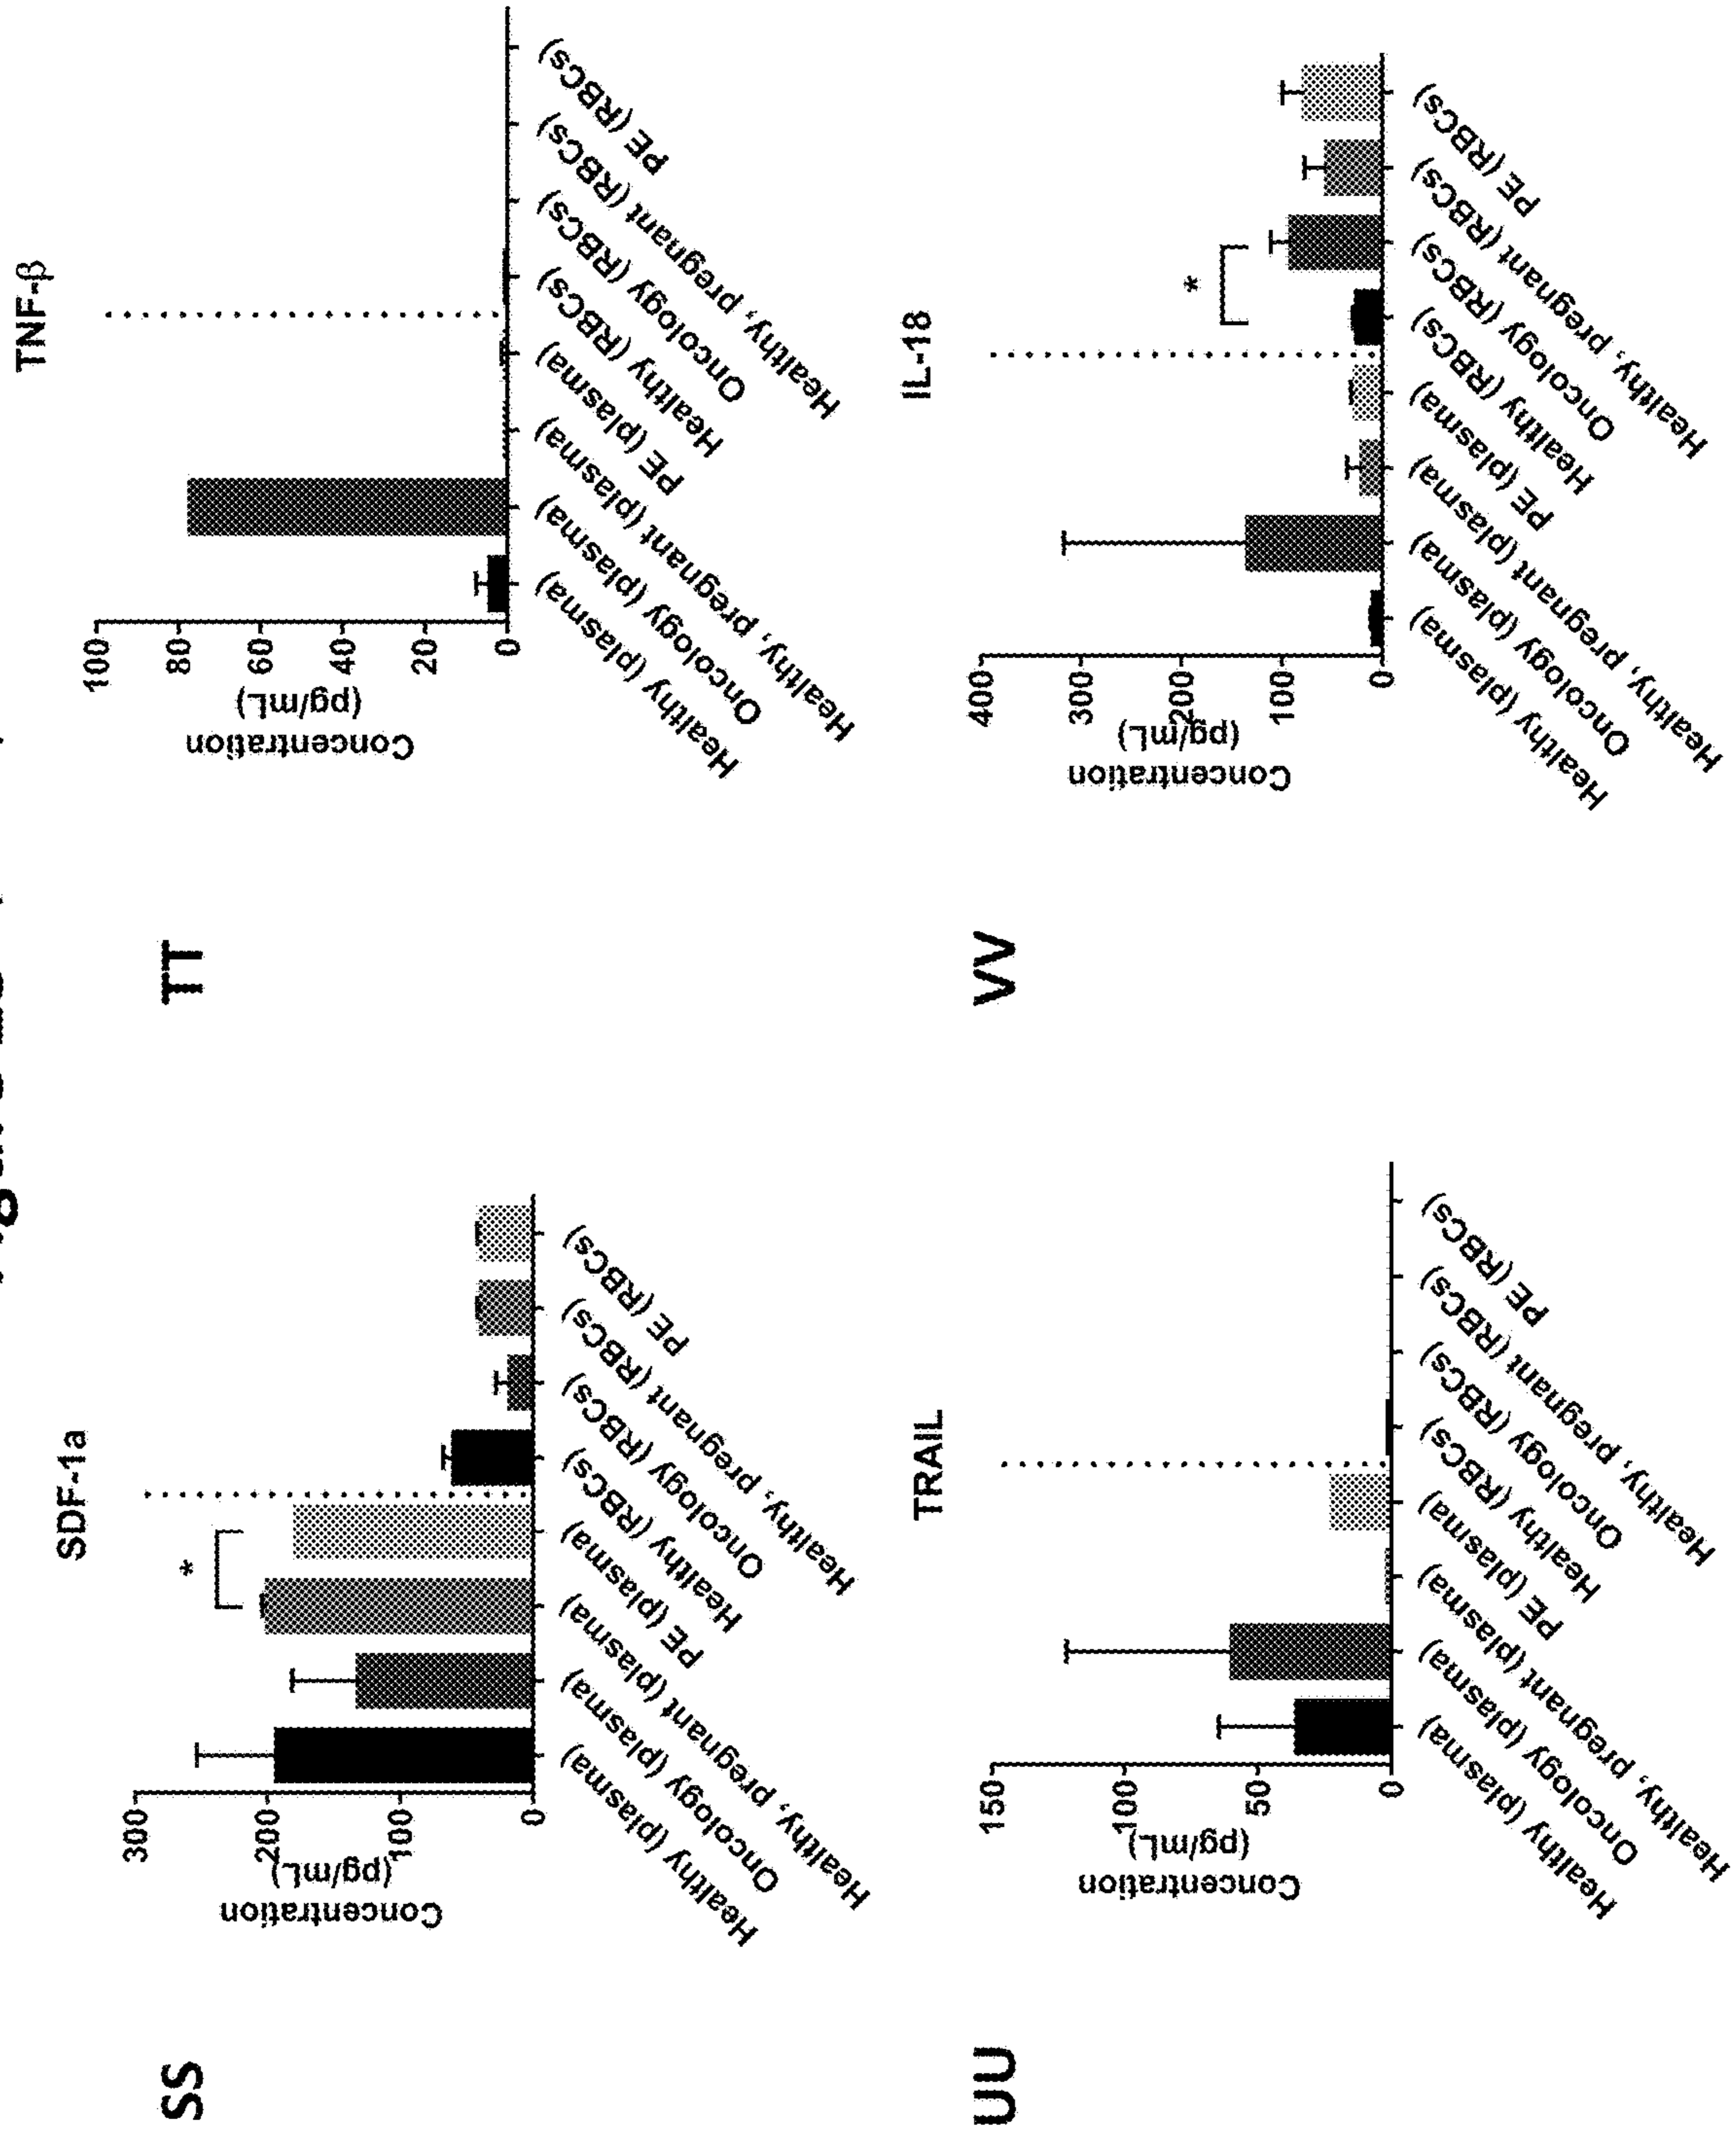 SS
SDF-1a
Concentration
(pg/mL)
300
200
100
0
Healthy (plasma)
Oncology (plasma)
Healthy, pregnant (plasma)
PE (plasma)
Healthy (RBCs)
Oncology (RBCs)
Healthy, pregnant (RBCs)
PE (RBCs)
*
TT
TNF-β
Concentration
(pg/mL)
100
80
60
40
20
0
Healthy (plasma)
Oncology (plasma)
Healthy, pregnant (plasma)
PE (plasma)
Healthy (RBCs)
Oncology (RBCs)
Healthy, pregnant (RBCs)
PE (RBCs)
UU
TRAIL
Concentration
(pg/mL)
150
100
50
0
Healthy (plasma)
Oncology (plasma)
Healthy, pregnant (plasma)
PE (plasma)
Healthy (RBCs)
Oncology (RBCs)
Healthy, pregnant (RBCs)
PE (RBCs)
VV
IL-18
Concentration
(pg/mL)
400
300
200
100
0
Healthy (plasma)
Oncology (plasma)
Healthy, pregnant (plasma)
PE (plasma)
Healthy (RBCs)
Oncology (RBCs)
Healthy, pregnant (RBCs)
PE (RBCs)
*